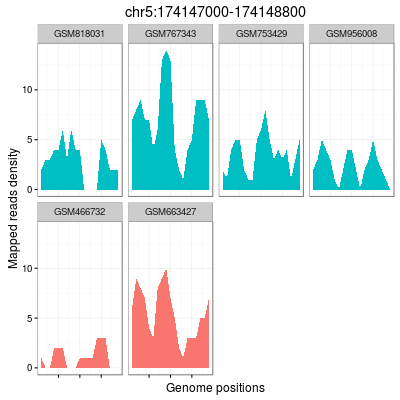 chr5:174147000-174148800
GSM818031 GSM767343 GSM753429 GSM956008
10
5
0
GSM466732 GSM663427
10
5
0
Mapped reads density
Genome positions